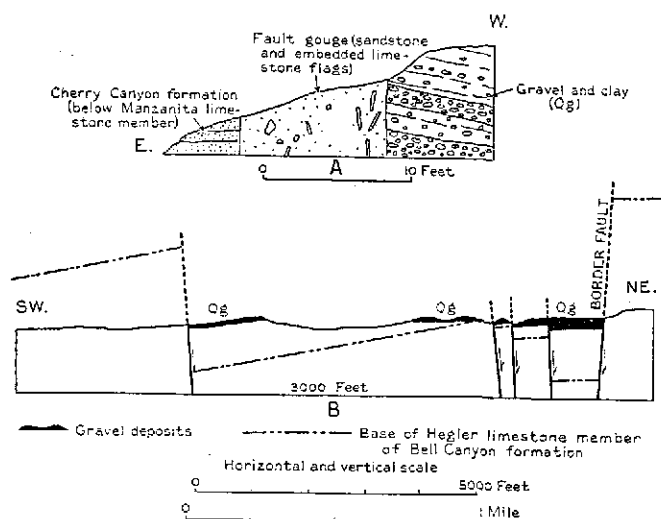 W.
Fault gouge (sandstone
and embedded lime-
stone flags)
Cherry Canyon formation
(below Manzanita lime-
stone member)
Gravel and clay
(Qg)
E.
A
0 10 Feet
BORDER FAULT
SW.
Qg
Qg
Qg
NE.
3000 Feet
B
Gravel deposits
Base of Hegler limestone member
of Bell Canyon formation
Horizontal and vertical scale
0 5000 Feet
0 1 Mile